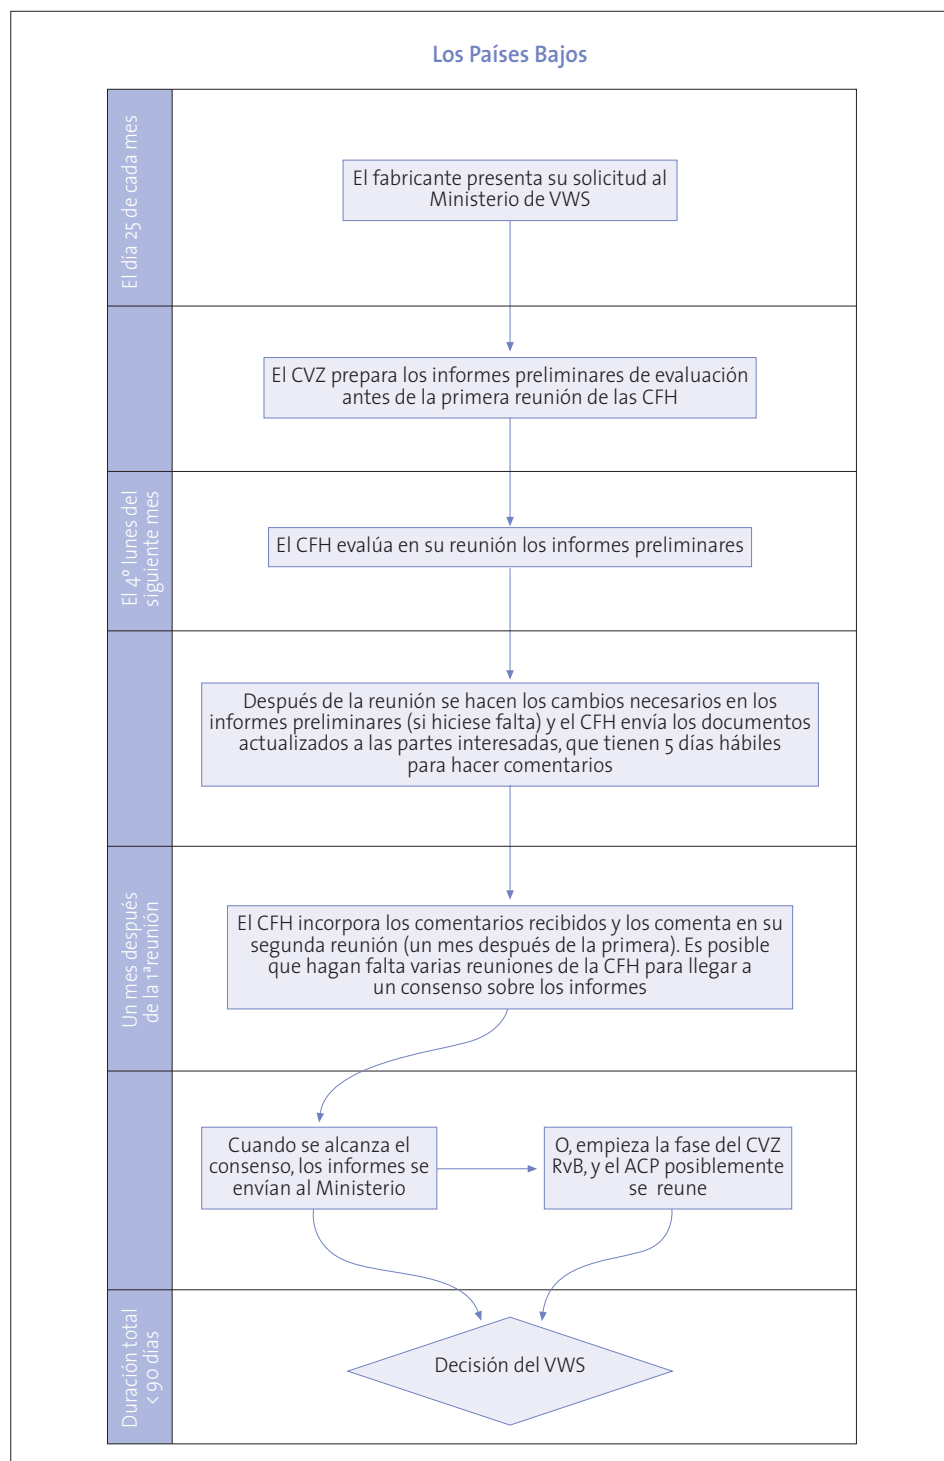 Los Países Bajos
El día 25 de cada mes
El fabricante presenta su solicitud al
Ministerio de VWS
El CVZ prepara los informes preliminares de evaluación
antes de la primera reunión de las CFH
El 4º lunes del
siguiente mes
El CFH evalúa en su reunión los informes preliminares
Después de la reunión se hacen los cambios necesarios en los
informes preliminares (si hiciese falta) y el CFH envía los documentos
actualizados a las partes interesadas, que tienen 5 días hábiles
para hacer comentarios
Un mes después
de la 1ª reunión
El CFH incorpora los comentarios recibidos y los comenta en su
segunda reunión (un mes después de la primera). Es posible
que hagan falta varias reuniones de la CFH para llegar a
un consenso sobre los informes
Cuando se alcanza el
consenso, los informes se
envían al Ministerio
O, empieza la fase del CVZ
RvB, y el ACP posiblemente
se reune
Duración total
< 90 días
Decisión del VWS